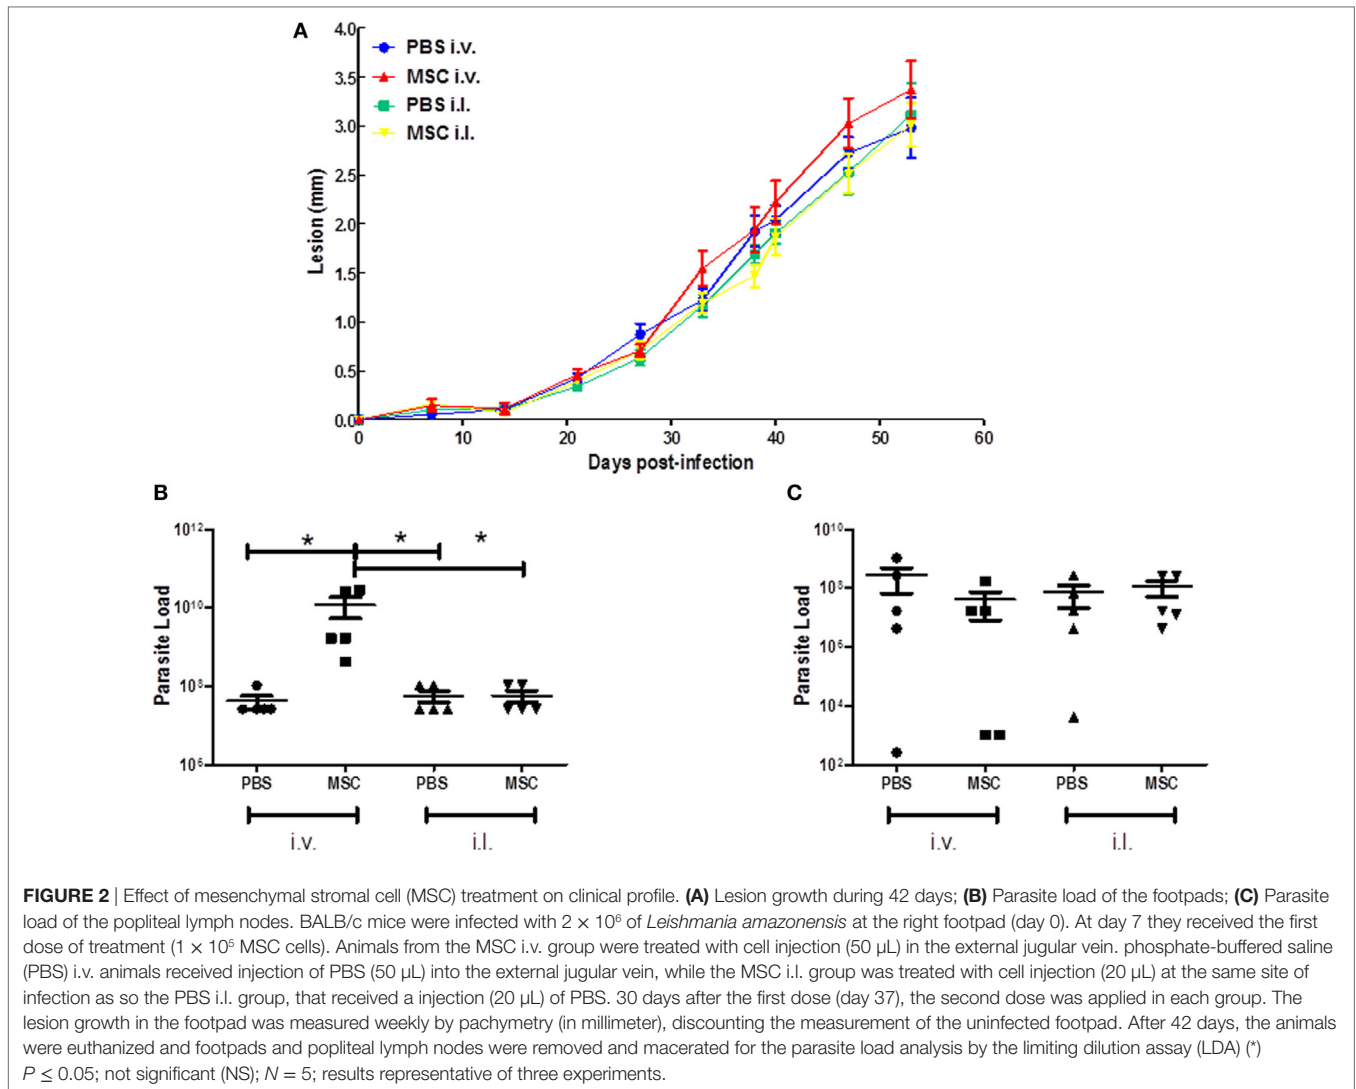 A
PBS i.v.
MSC i.v.
PBS i.l.
MSC i.l.
4.0
3.5
3.0
2.5
2.0
1.5
1.0
0.5
0.0
Lesion (mm)
0 10 20 30 40 50 60
Days post-infection
B
10¹²
10¹⁰
10⁸
10⁶
Parasite Load
* * *
PBS MSC PBS MSC
i.v. i.l.
C
10¹⁰
10⁸
10⁶
10⁴
10²
Parasite Load
PBS MSC PBS MSC
i.v. i.l.
FIGURE 2 | Effect of mesenchymal stromal cell (MSC) treatment on clinical profile. (A) Lesion growth during 42 days; (B) Parasite load of the footpads; (C) Parasite
load of the popliteal lymph nodes. BALB/c mice were infected with 2 × 10⁶ of Leishmania amazonensis at the right footpad (day 0). At day 7 they received the first
dose of treatment (1 × 10⁵ MSC cells). Animals from the MSC i.v. group were treated with cell injection (50 µL) in the external jugular vein. phosphate-buffered saline
(PBS) i.v. animals received injection of PBS (50 µL) into the external jugular vein, while the MSC i.l. group was treated with cell injection (20 µL) at the same site of
infection as so the PBS i.l. group, that received a injection (20 µL) of PBS. 30 days after the first dose (day 37), the second dose was applied in each group. The
lesion growth in the footpad was measured weekly by pachymetry (in millimeter), discounting the measurement of the uninfected footpad. After 42 days, the animals
were euthanized and footpads and popliteal lymph nodes were removed and macerated for the parasite load analysis by the limiting dilution assay (LDA) (*)
P ≤ 0.05; not significant (NS); N = 5; results representative of three experiments.